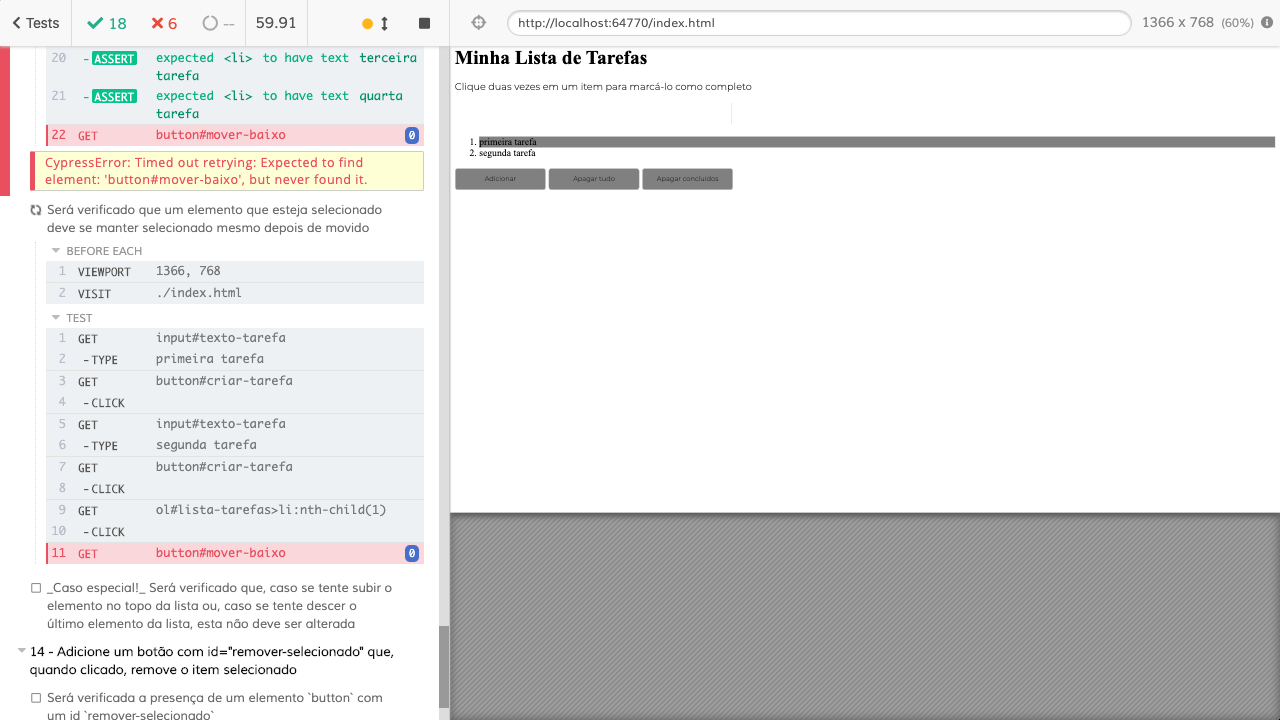 Tests 18 6 -- 59.91 http://localhost:64770/index.html 1366 x 768 (60%)
20 - ASSERT expected <li> to have text terceira
tarefa
21 - ASSERT expected <li> to have text quarta
tarefa
22 GET button#mover-baixo 0
CypressError: Timed out retrying: Expected to find
element: 'button#mover-baixo', but never found it.
Será verificado que um elemento que esteja selecionado
deve se manter selecionado mesmo depois de movido
BEFORE EACH
1 VIEWPORT 1366, 768
2 VISIT ./index.html
TEST
1 GET input#texto-tarefa
2 -TYPE primeira tarefa
3 GET button#criar-tarefa
4 -CLICK
5 GET input#texto-tarefa
6 -TYPE segunda tarefa
7 GET button#criar-tarefa
8 -CLICK
9 GET ol#lista-tarefas>li:nth-child(1)
10 -CLICK
11 GET button#mover-baixo 0
_Caso especial!_ Será verificado que, caso se tente subir o
elemento no topo da lista ou, caso se tente descer o
último elemento da lista, esta não deve ser alterada
14 - Adicione um botão com id="remover-selecionado" que,
quando clicado, remove o item selecionado
Será verificada a presença de um elemento `button` com
um id `remover-selecionado`
Minha Lista de Tarefas
Clique duas vezes em um item para marcá-lo como completo
1. primeira tarefa
2. segunda tarefa
Adicionar Apagar tudo Apagar concluidos